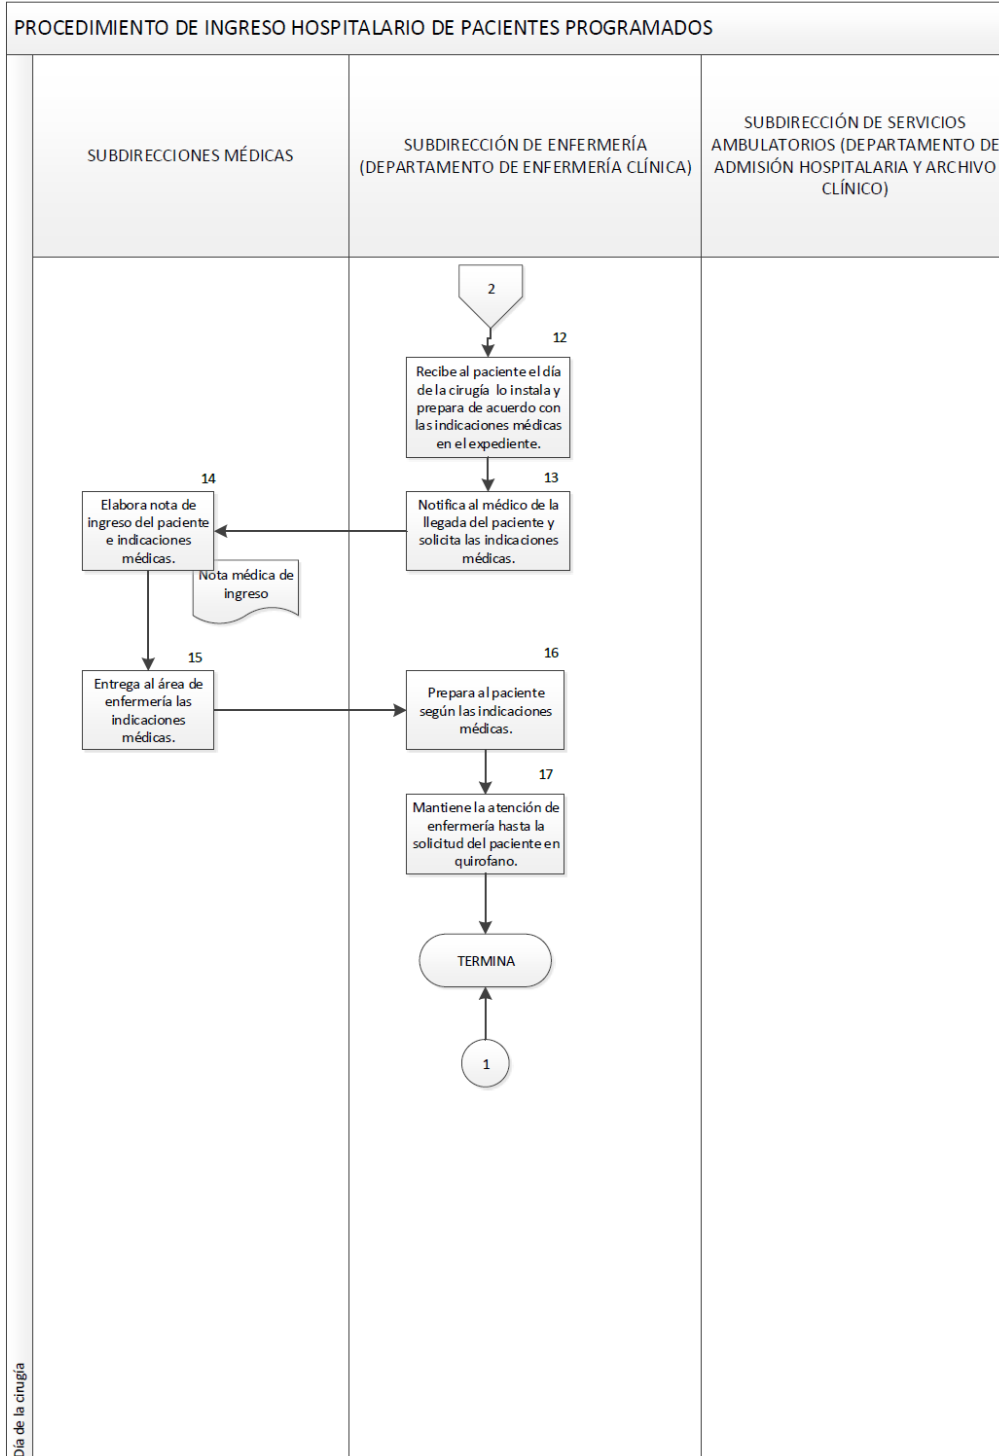 PROCEDIMIENTO DE INGRESO HOSPITALARIO DE PACIENTES PROGRAMADOS
SUBDIRECCIONES MÉDICAS
SUBDIRECCIÓN DE ENFERMERÍA
(DEPARTAMENTO DE ENFERMERÍA CLÍNICA)
SUBDIRECCIÓN DE SERVICIOS
AMBULATORIOS (DEPARTAMENTO DE
ADMISIÓN HOSPITALARIA Y ARCHIVO
CLÍNICO)
2
12
Recibe al paciente el día
de la cirugía lo instala y
prepara de acuerdo con
las indicaciones médicas
en el expediente.
13
Notifica al médico de la
llegada del paciente y
solicita las indicaciones
médicas.
14
Elabora nota de
ingreso del paciente
e indicaciones
médicas.
Nota médica de
ingreso
15
Entrega al área de
enfermería las
indicaciones
médicas.
16
Prepara al paciente
según las indicaciones
médicas.
17
Mantiene la atención de
enfermería hasta la
solicitud del paciente en
quirofano.
TERMINA
1
Día de la cirugía